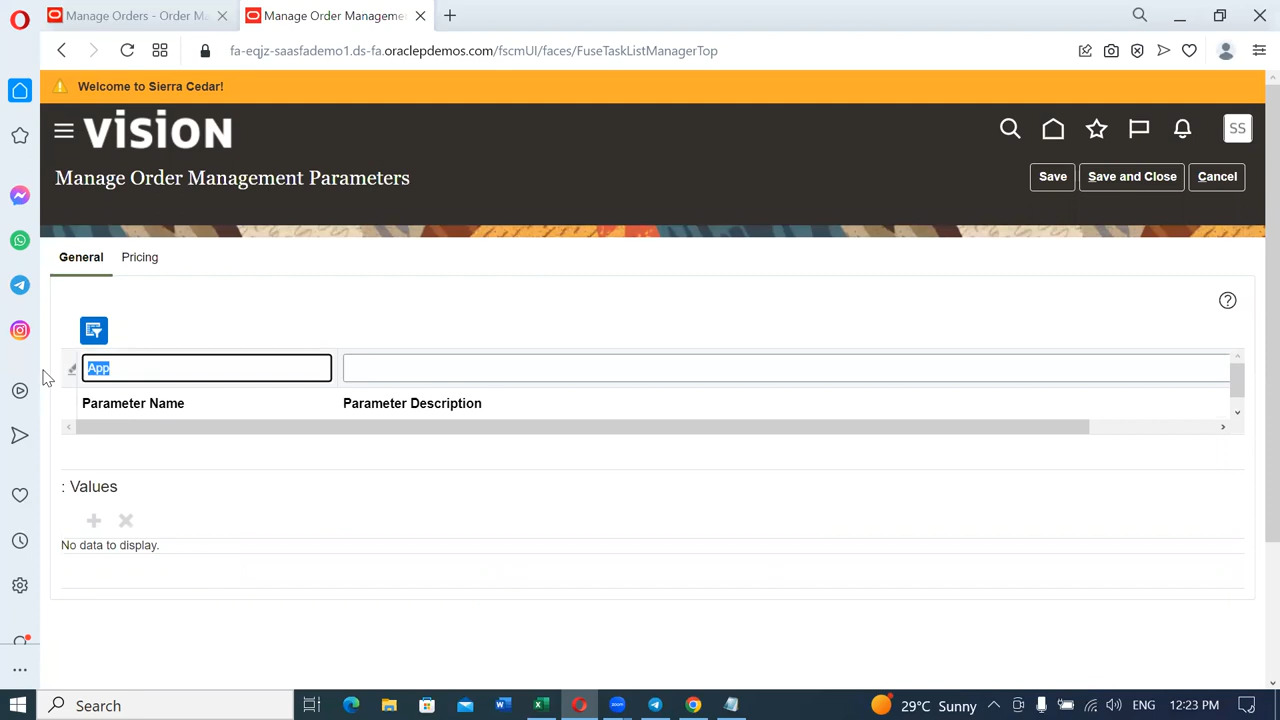 Manage Orders - Order M
Manage Order Manageme
fa-eqjz-saasfademo1.ds-fa.oraclepdemos.com/fscmUI/faces/FuseTaskListManagerTop
Welcome to Sierra Cedar!
VISION
SS
Manage Order Management Parameters
Save
Save and Close
Cancel
General
Pricing
App
Parameter Name
Parameter Description
: Values
No data to display.
Search
29°C Sunny
ENG
12:23 PM